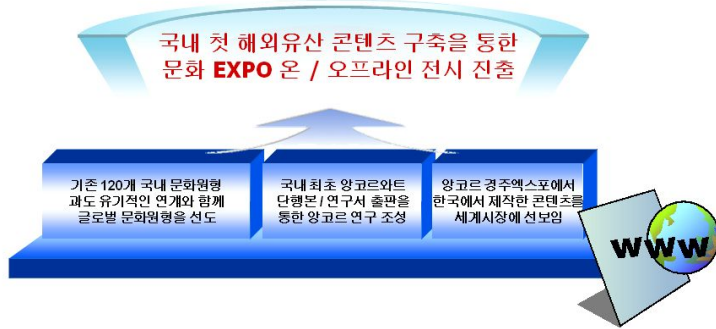 국내 첫 해외유산 콘텐츠 구축을 통한
문화 EXPO 온 / 오프라인 전시 진출
기존 120개 국내 문화원형
과도 유기적인 연계와 함께
글로벌 문화원형을 선도
국내 최초 앙코르와트
단행본 / 연구서 출판을
통한 앙코르 연구 조성
앙코르 경주엑스포에서
한국에서 제작한 콘텐츠를
세계시장에 선보임
www